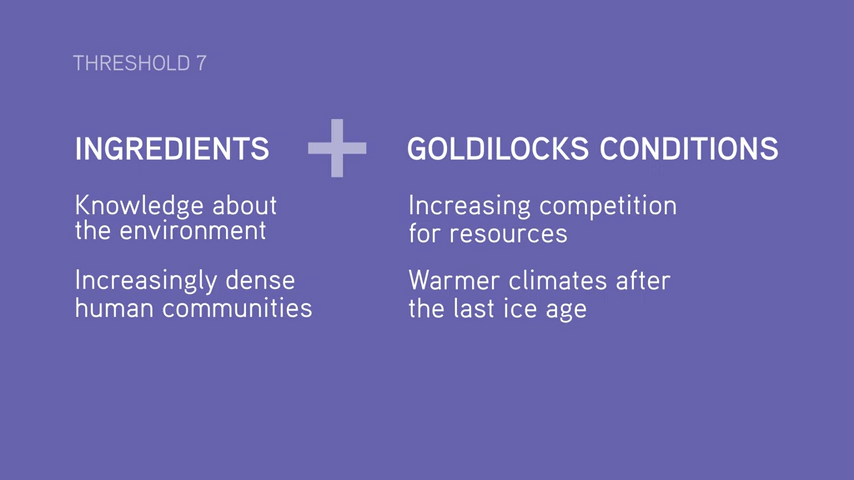 THRESHOLD 7
INGREDIENTS
Knowledge about
the environment
Increasingly dense
human communities
+
GOLDILOCKS CONDITIONS
Increasing competition
for resources
Warmer climates after
the last ice age